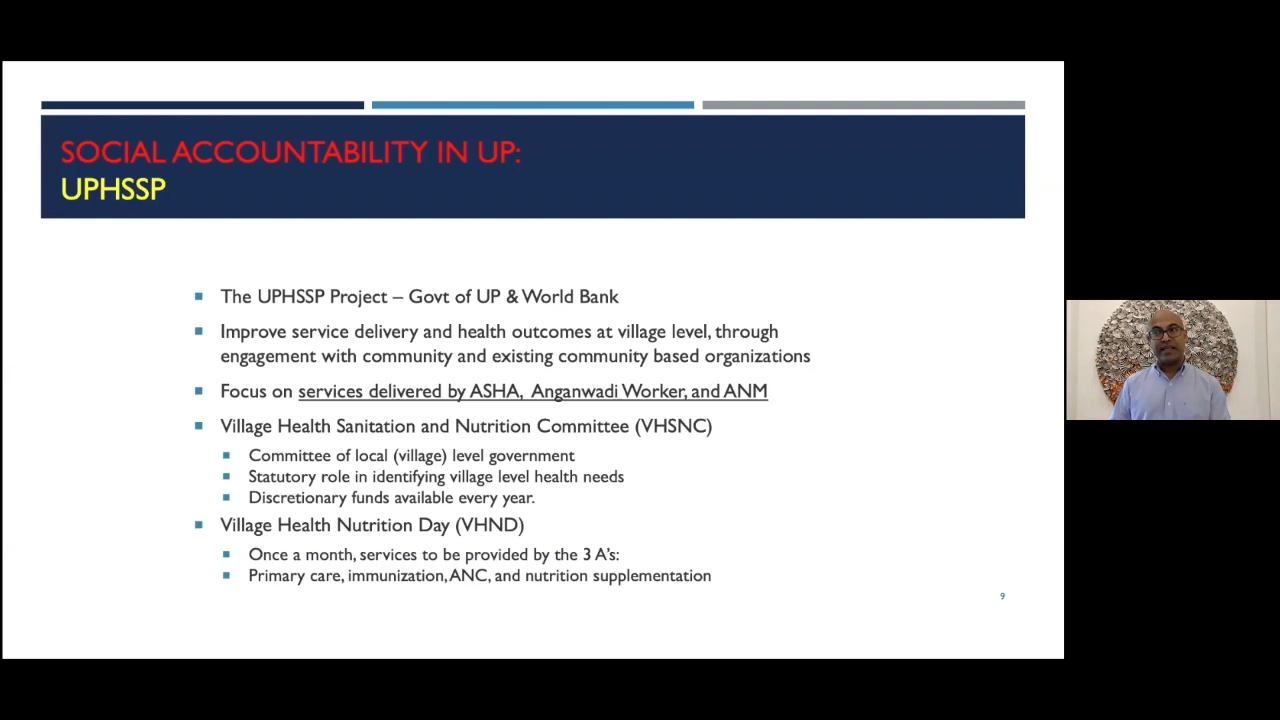 SOCIAL ACCOUNTABILITY IN UP:
UPHSSP
The UPHSSP Project – Govt of UP & World Bank
Improve service delivery and health outcomes at village level, through
engagement with community and existing community based organizations
Focus on services delivered by ASHA, Anganwadi Worker, and ANM
Village Health Sanitation and Nutrition Committee (VHSNC)
Committee of local (village) level government
Statutory role in identifying village level health needs
Discretionary funds available every year.
Village Health Nutrition Day (VHND)
Once a month, services to be provided by the 3 A's:
Primary care, immunization, ANC, and nutrition supplementation
9